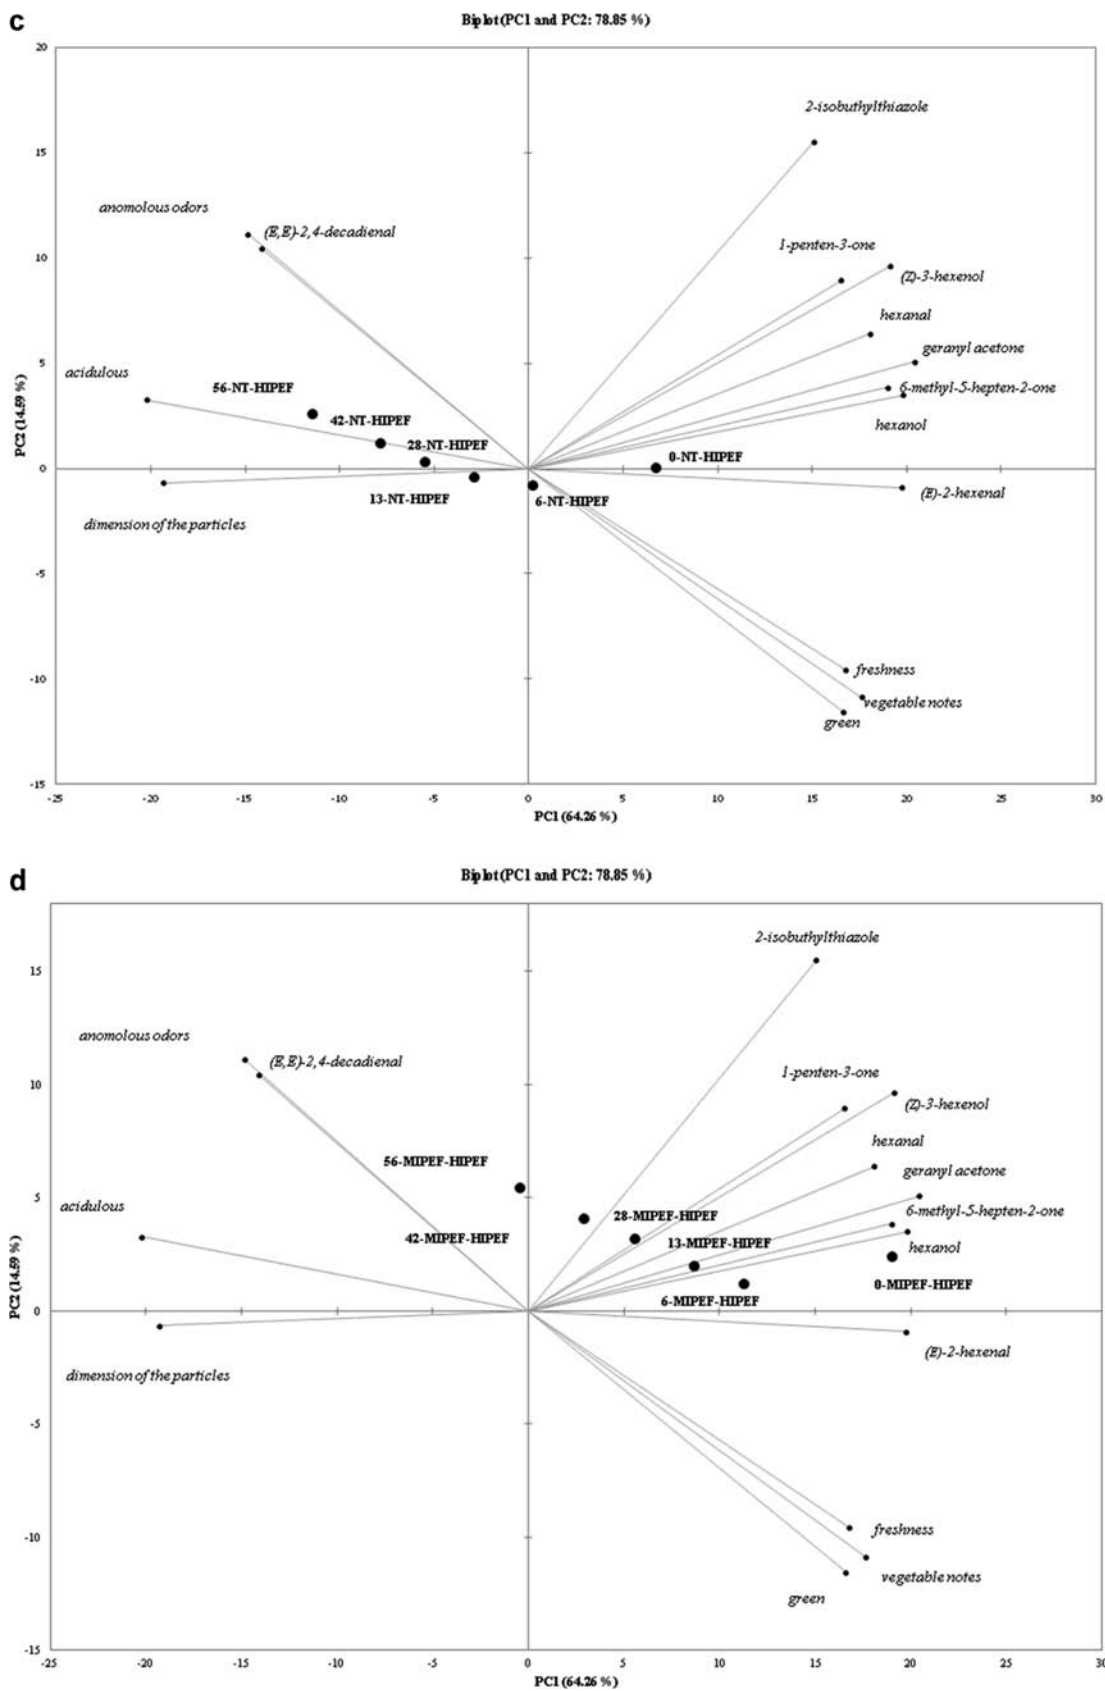 c
Biplot (PC1 and PC2: 78.85 %)
20
2-isobuthylthiazole
15
anomolous odors
(E,E)-2,4-decadienal
10
1-penten-3-one
(Z)-3-hexenol
hexanal
geranyl acetone
5
acidulous
56-NT-HIPEF
6-methyl-5-hepten-2-one
42-NT-HIPEF
hexanol
28-NT-HIPEF
0-NT-HIPEF
0
(E)-2-hexenal
13-NT-HIPEF
6-NT-HIPEF
dimension of the particles
-5
freshness
-10
vegetable notes
green
-15
-25 -20 -15 -10 -5 0 5 10 15 20 25 30
PC1 (64.26 %)
PC2 (14.59 %)
d
Biplot (PC1 and PC2: 78.85 %)
2-isobuthylthiazole
15
anomolous odors
(E,E)-2,4-decadienal
1-penten-3-one
10
(Z)-3-hexenol
hexanal
56-MIPEF-HIPEF
geranyl acetone
5
acidulous
6-methyl-5-hepten-2-one
28-MIPEF-HIPEF
42-MIPEF-HIPEF
13-MIPEF-HIPEF
hexanol
0-MIPEF-HIPEF
6-MIPEF-HIPEF
0
(E)-2-hexenal
dimension of the particles
-5
-10
freshness
vegetable notes
green
-15
-25 -20 -15 -10 -5 0 5 10 15 20 25 30
PC1 (64.26 %)
PC2 (14.59 %)